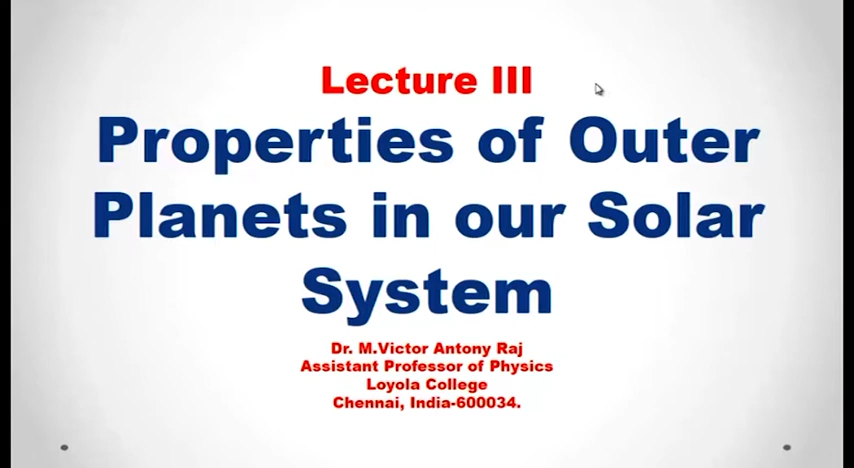 Lecture III
Properties of Outer
Planets in our Solar
System
Dr. M.Victor Antony Raj
Assistant Professor of Physics
Loyola College
Chennai, India-600034.